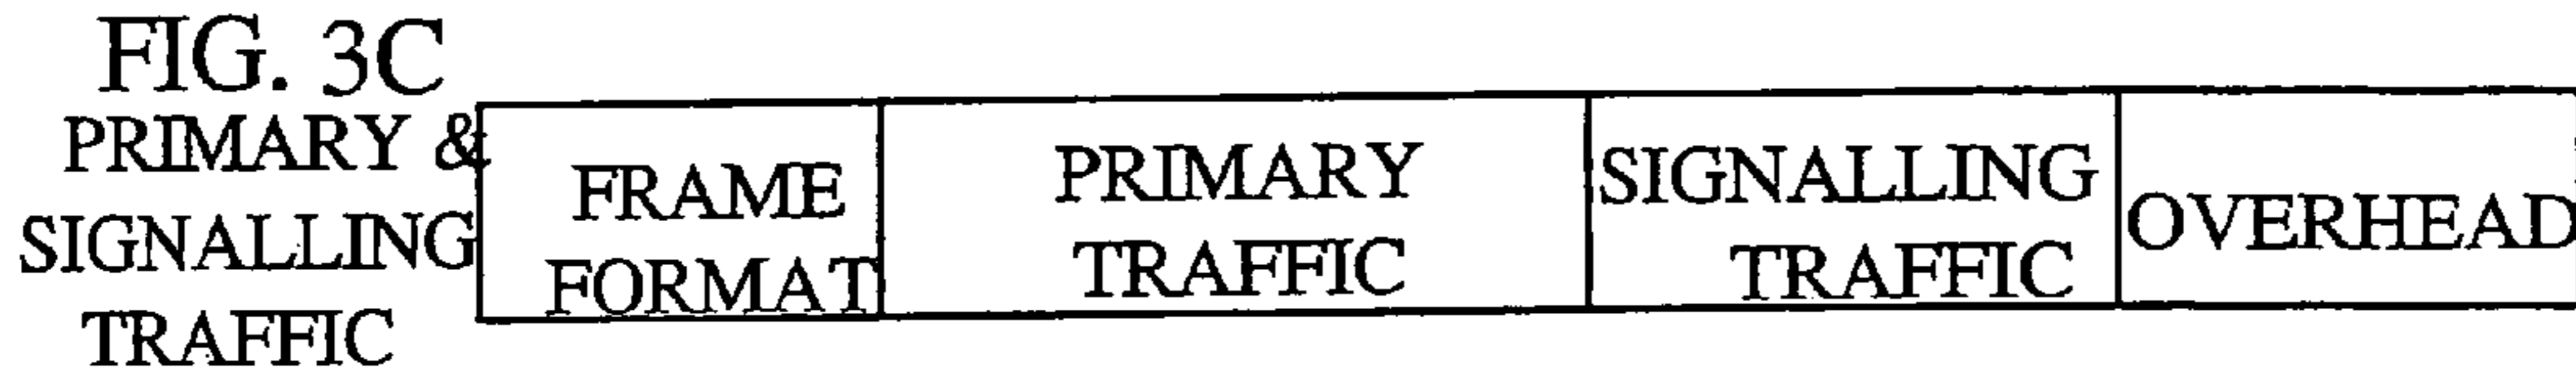 FIG. 3C
PRIMARY &
SIGNALLING
TRAFFIC
FRAME
FORMAT
PRIMARY
TRAFFIC
SIGNALLING
TRAFFIC
OVERHEAD